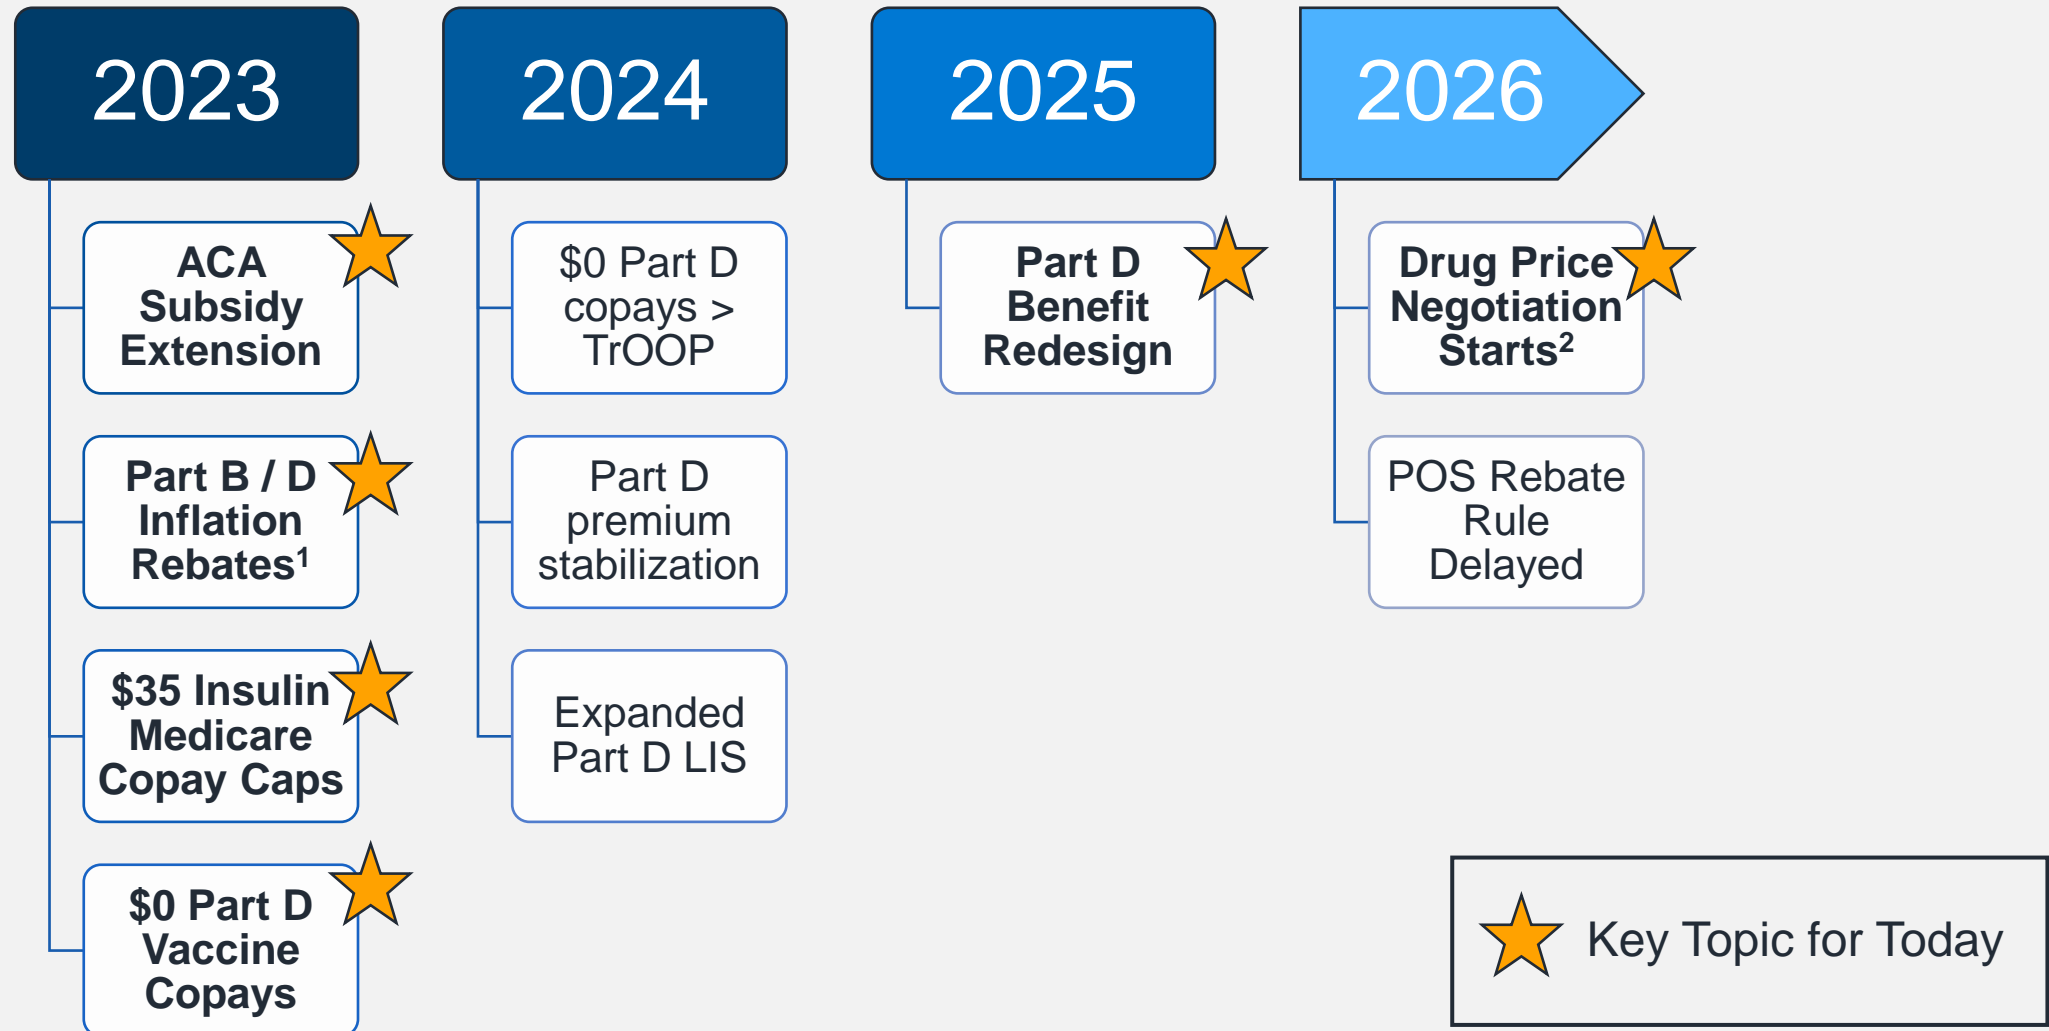 2023
ACA
Subsidy
Extension
Part B / D
Inflation
Rebates¹
$35 Insulin
Medicare
Copay Caps
$0 Part D
Vaccine
Copays
2024
$0 Part D
copays >
TrOOP
Part D
premium
stabilization
Expanded
Part D LIS
2025
Part D
Benefit
Redesign
2026
Drug Price
Negotiation
Starts²
POS Rebate
Rule
Delayed
Key Topic for Today